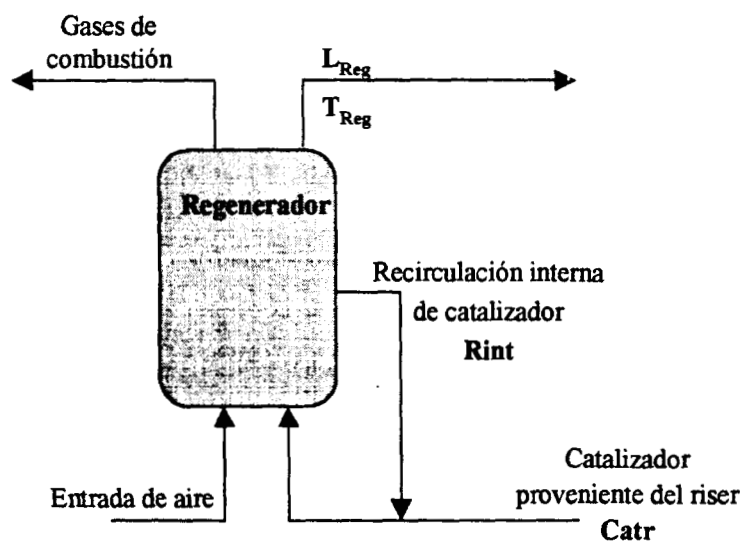 Gases de
combustión
L_Reg
T_Reg
Regenerador
Recirculación interna
de catalizador
Rint
Entrada de aire
Catalizador
proveniente del riser
Catr